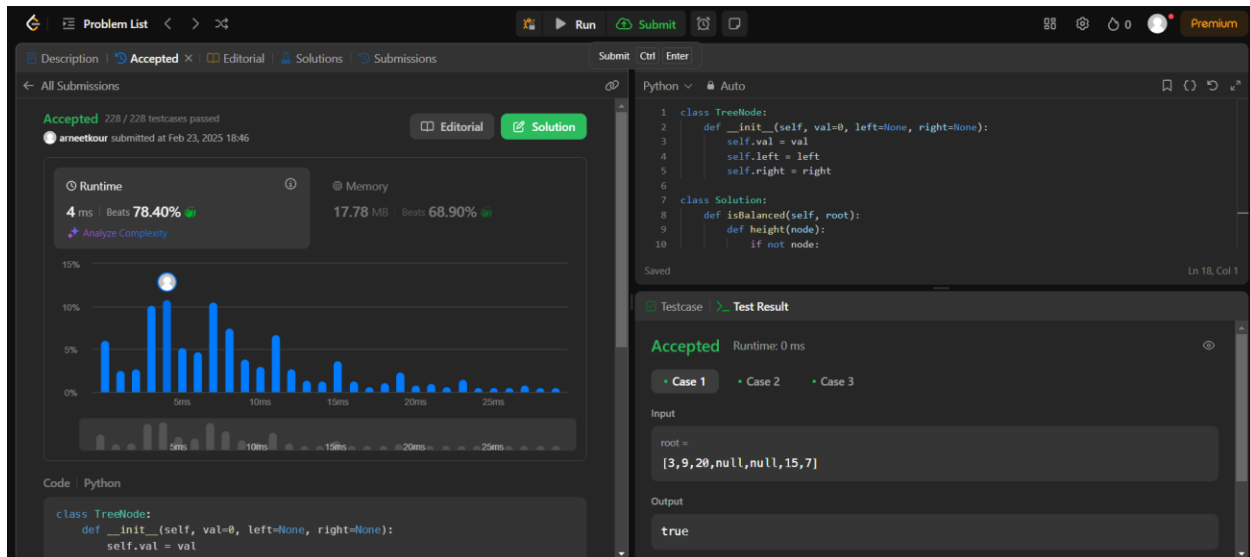 Problem List
Run
Submit
0
Premium
Description
Accepted
Editorial
Solutions
Submissions
Submit Ctrl Enter
All Submissions
Accepted 228 / 228 testcases passed
arneetkour submitted at Feb 23, 2025 18:46
Editorial
Solution
Runtime
4 ms Beats 78.40%
Analyze Complexity
Memory
17.78 MB Beats 68.90%
15%
10%
5%
0%
5ms 10ms 15ms 20ms 25ms
5ms 10ms 15ms 20ms 25ms
Code Python
class TreeNode:
def __init__(self, val=0, left=None, right=None):
self.val = val
Python Auto
1 class TreeNode:
2 def __init__(self, val=0, left=None, right=None):
3 self.val = val
4 self.left = left
5 self.right = right
6
7 class Solution:
8 def isBalanced(self, root):
9 def height(node):
10 if not node:
Saved
Ln 18, Col 1
Testcase
>_ Test Result
Accepted Runtime: 0 ms
• Case 1 • Case 2 • Case 3
Input
root =
[3,9,20,null,null,15,7]
Output
true